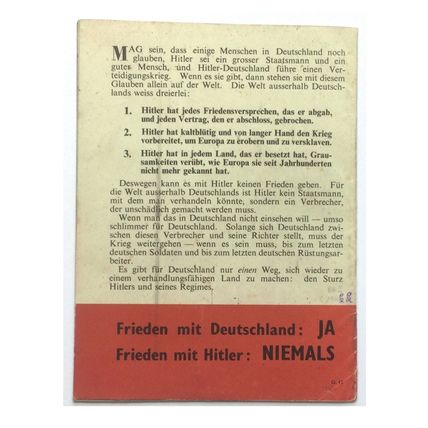 MAG sein, dass einige Menschen in Deutschland noch
glauben, Hitler sei ein grosser Staatsmann und ein
gutes Mensch, und Hitler-Deutschland führe einen Ver-
teidigungskrieg. Wenn es sie gibt, dann stehen sie mit diesem
Glauben allein auf der Welt. Die Welt ausserhalb Deutsch-
lands weiss dreierlei:
1. Hitler hat jedes Friedensversprechen, das er abgab,
und jeden Vertrag, den er abschloss, gebrochen.
2. Hitler hat kaltblütig und von langer Hand den Krieg
vorbereitet, um Europa zu erobern und zu versklaven.
3. Hitler hat in jedem Land, das er besetzt hat, Grau-
samkeiten verübt, wie Europa sie seit Jahrhunderten
nicht mehr gekannt hat.
Deswegen kann es mit Hitler keinen Frieden geben. Für
die Welt ausserhalb Deutschlands ist Hitler kein Staatsmann,
mit dem man verhandeln könnte, sondern ein Verbrecher,
der unschädlich gemacht werden muss.
Wenn man das in Deutschland nicht einsehen will — umso
schlimmer für Deutschland. Solange sich Deutschland zwi-
schen diesen Verbrecher und seine Richter stellt, muss der
Krieg weitergehen — wenn es sein muss, bis zum letzten
deutschen Soldaten und bis zum letzten deutschen Rüstungsar-
beiter.
Es gibt für Deutschland nur einen Weg, sich wieder zu
einem verhandlungsfähigen Land zu machen: den Sturz
Hitlers und seines Regimes.
Frieden mit Deutschland: JA
Frieden mit Hitler: NIEMALS